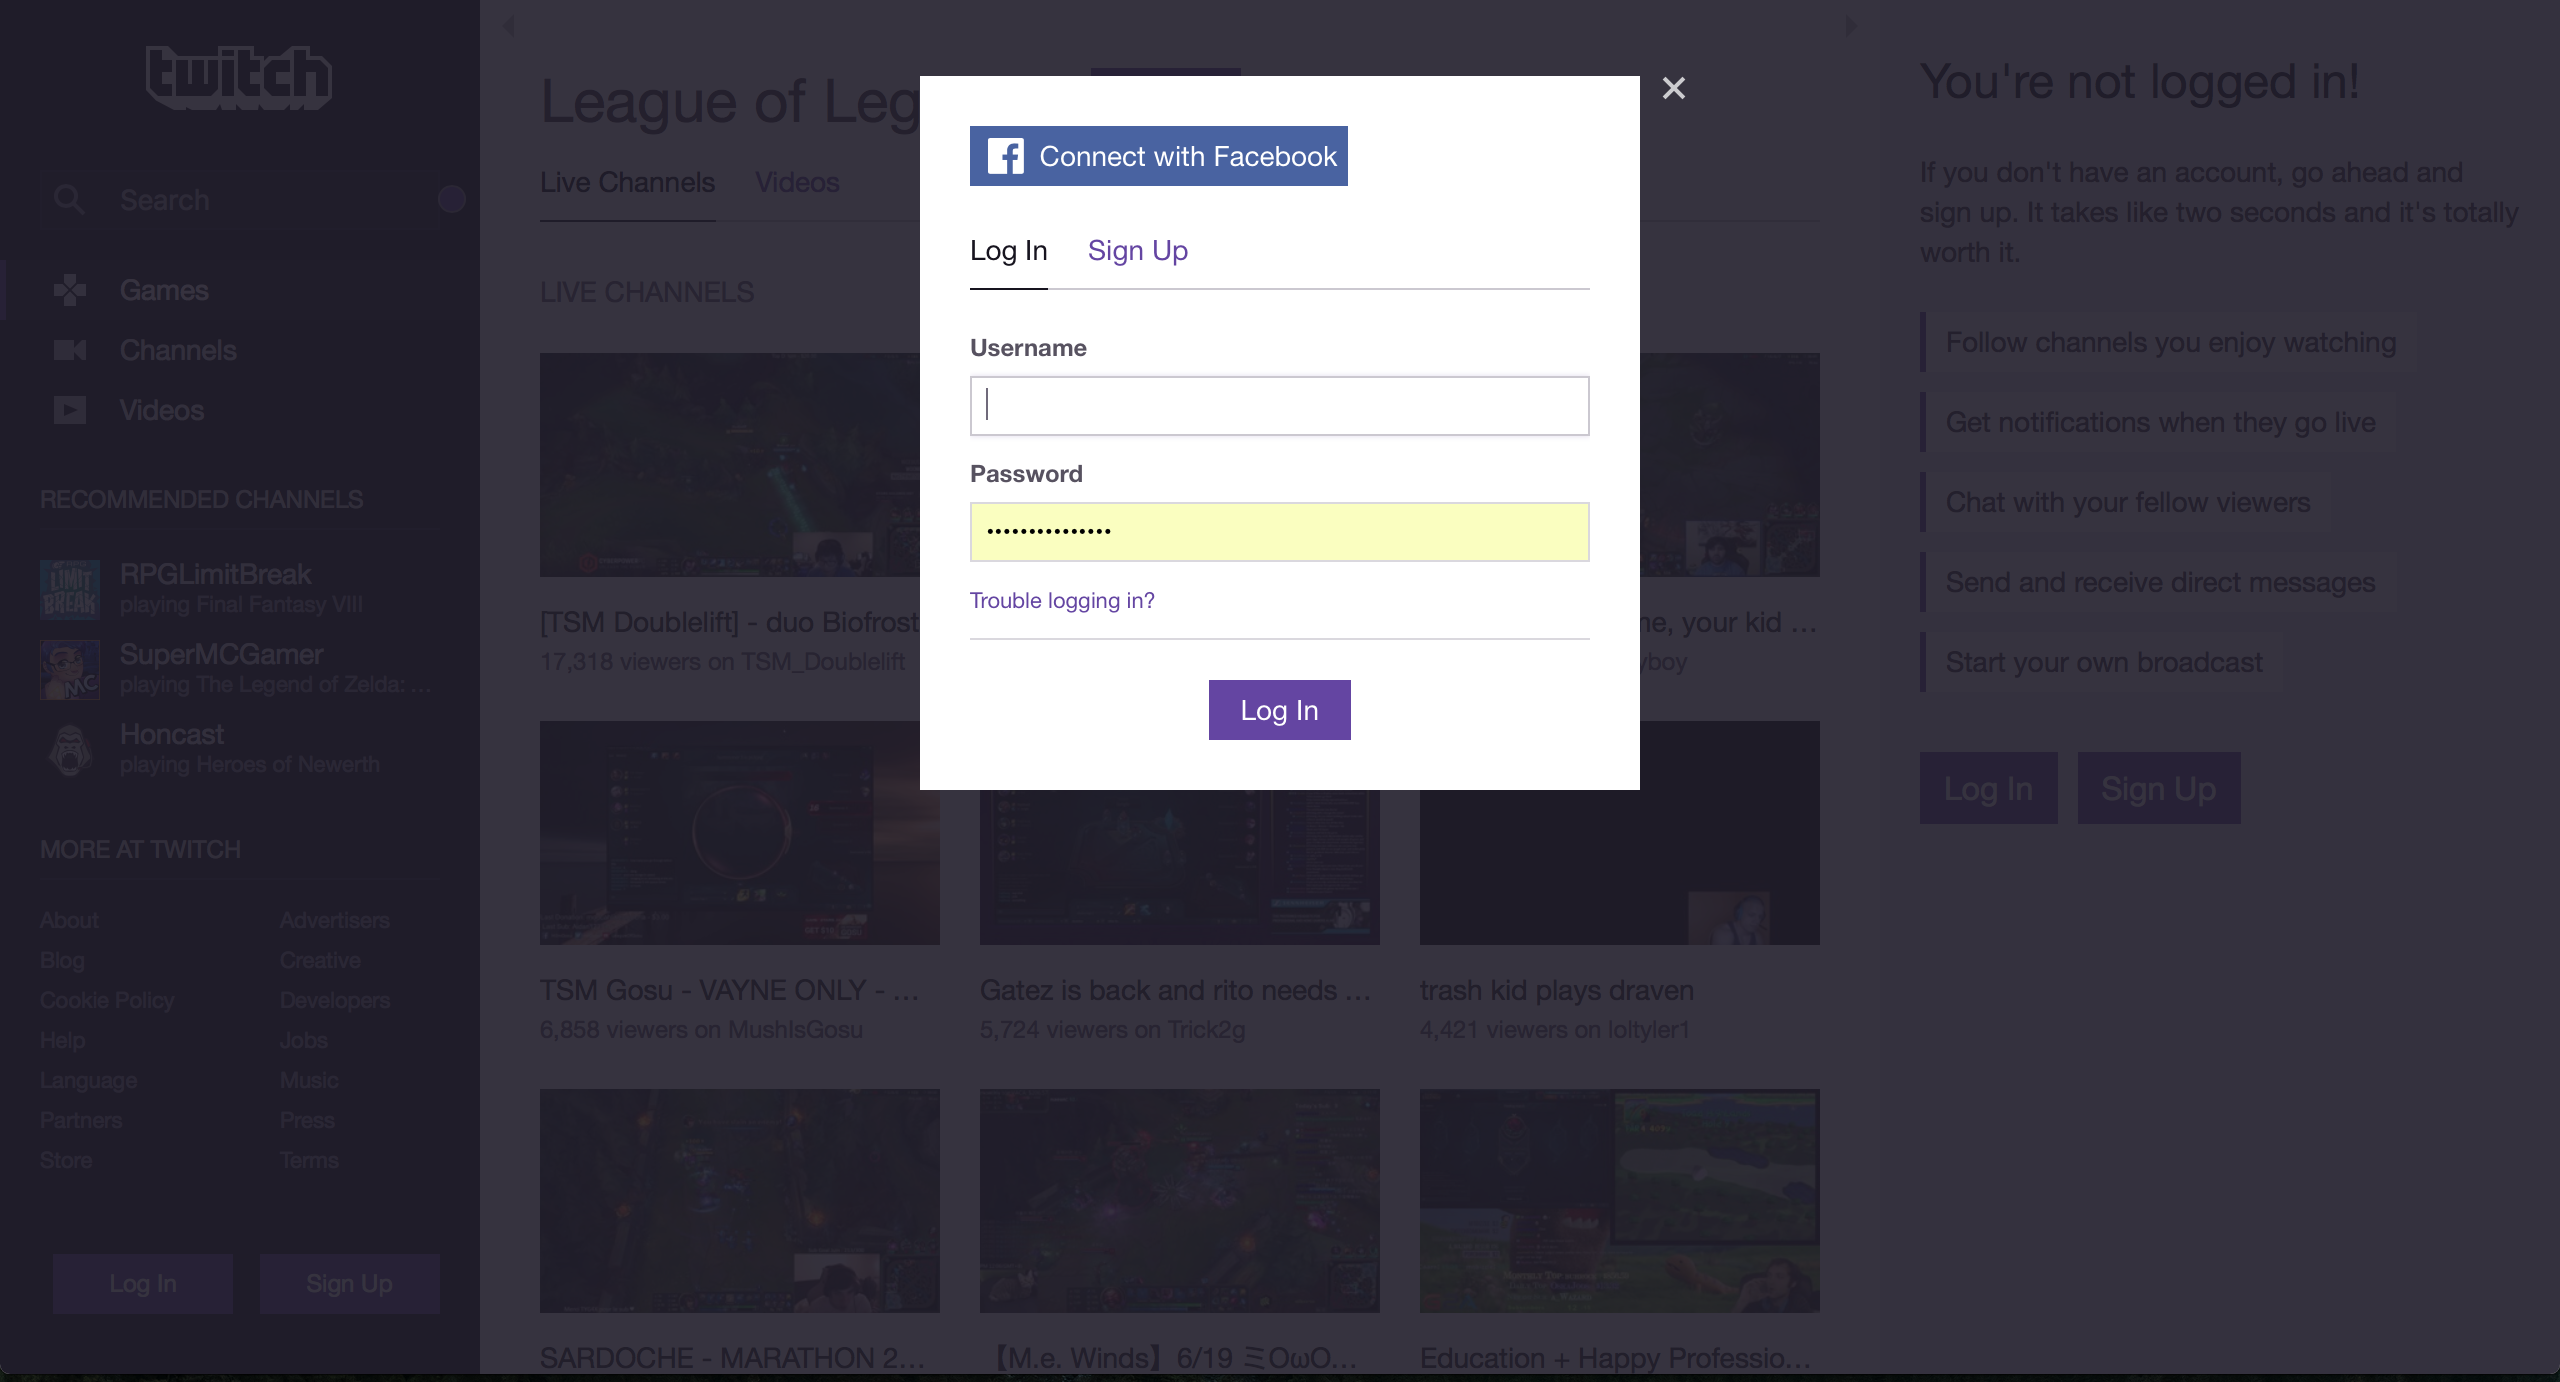 twitch
Search
Games
Channels
Videos
RECOMMENDED CHANNELS
RPGLimitBreak
playing Final Fantasy VIII
SuperMCGamer
playing The Legend of Zelda: ...
Honcast
playing Heroes of Newerth
MORE AT TWITCH
About
Advertisers
Blog
Creative
Cookie Policy
Developers
Help
Jobs
Language
Music
Partners
Press
Store
Terms
Log In
Sign Up
League of Leg
Live Channels
Videos
LIVE CHANNELS
[TSM Doublelift] - duo Biofrost
17,318 viewers on TSM_Doublelift
ne, your kid ...
yboy
TSM Gosu - VAYNE ONLY - ...
6,858 viewers on MushIsGosu
Gatez is back and rito needs ...
5,724 viewers on Trick2g
trash kid plays draven
4,421 viewers on loltyler1
SARDOCHE - MARATHON 2...
【M.e. Winds】6/19 ミOωO...
Education + Happy Professio...
Connect with Facebook
Log In
Sign Up
Username
Password
Trouble logging in?
Log In
You're not logged in!
If you don't have an account, go ahead and
sign up. It takes like two seconds and it's totally
worth it.
Follow channels you enjoy watching
Get notifications when they go live
Chat with your fellow viewers
Send and receive direct messages
Start your own broadcast
Log In
Sign Up